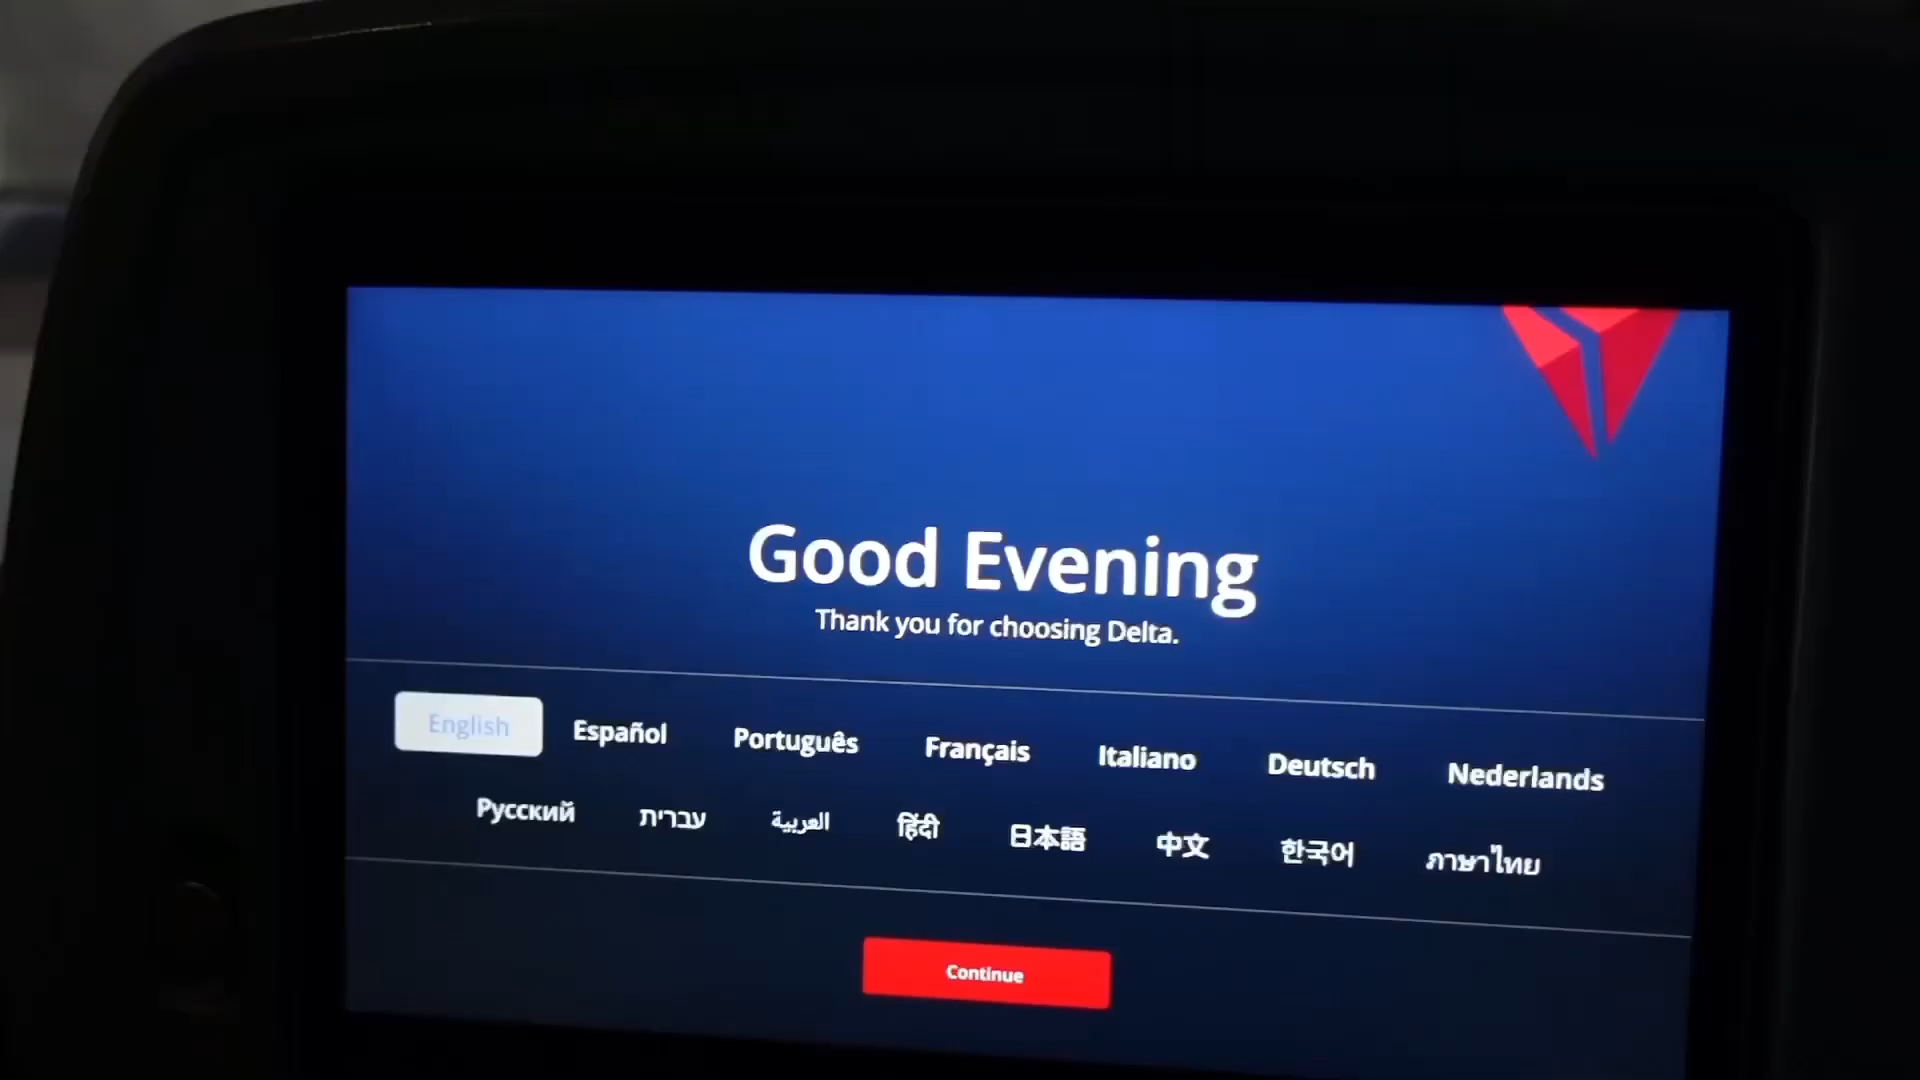 Good Evening
Thank you for choosing Delta.
English Español Português Français Italiano Deutsch Nederlands
Русский עברית العربية हिंदी 日本語 中文 한국어 ภาษาไทย
Continue